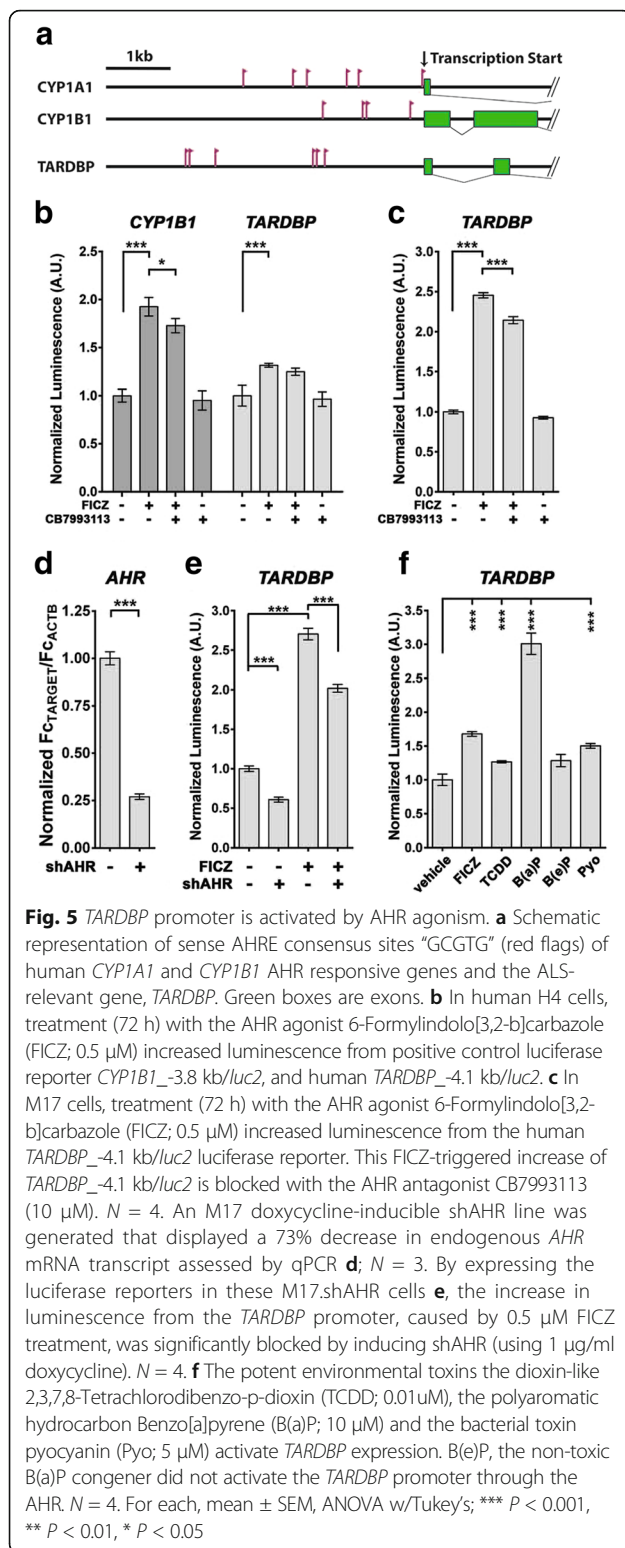 a
1kb
Transcription Start
CYP1A1
CYP1B1
TARDBP
b
CYP1B1
TARDBP
Normalized Luminescence (A.U.)
2.5
2.0
1.5
1.0
0.5
0.0
***
*
***
FICZ - + + - - + + -
CB7993113 - - + + - - + +
c
TARDBP
Normalized Luminescence (A.U.)
3.0
2.5
2.0
1.5
1.0
0.5
0.0
***
***
FICZ - + + -
CB7993113 - - + +
d
AHR
Normalized FC_TARGET/FC_ACTB
1.25
1.00
0.75
0.50
0.25
0.00
***
shAHR - +
e
TARDBP
Normalized Luminescence (A.U.)
3.0
2.5
2.0
1.5
1.0
0.5
0.0
***
***
***
FICZ - - + +
shAHR - + - +
f
TARDBP
Normalized Luminescence (A.U.)
3.5
3.0
2.5
2.0
1.5
1.0
0.5
0.0
*** *** *** ***
vehicle FICZ TCDD B(a)P B(e)P Pyo
Fig. 5 TARDBP promoter is activated by AHR agonism. a Schematic
representation of sense AHRE consensus sites "GCGTG" (red flags) of
human CYP1A1 and CYP1B1 AHR responsive genes and the ALS-
relevant gene, TARDBP. Green boxes are exons. b In human H4 cells,
treatment (72 h) with the AHR agonist 6-Formylindolo[3,2-b]carbazole
(FICZ; 0.5 μM) increased luminescence from positive control luciferase
reporter CYP1B1_-3.8 kb/luc2, and human TARDBP_-4.1 kb/luc2. c In
M17 cells, treatment (72 h) with the AHR agonist 6-Formylindolo[3,2-
b]carbazole (FICZ; 0.5 μM) increased luminescence from the human
TARDBP_-4.1 kb/luc2 luciferase reporter. This FICZ-triggered increase of
TARDBP_-4.1 kb/luc2 is blocked with the AHR antagonist CB7993113
(10 μM). N = 4. An M17 doxycycline-inducible shAHR line was
generated that displayed a 73% decrease in endogenous AHR
mRNA transcript assessed by qPCR d; N = 3. By expressing the
luciferase reporters in these M17.shAHR cells e, the increase in
luminescence from the TARDBP promoter, caused by 0.5 μM FICZ
treatment, was significantly blocked by inducing shAHR (using 1 μg/ml
doxycycline). N = 4. f The potent environmental toxins the dioxin-like
2,3,7,8-Tetrachlorodibenzo-p-dioxin (TCDD; 0.01uM), the polyaromatic
hydrocarbon Benzo[a]pyrene (B(a)P; 10 μM) and the bacterial toxin
pyocyanin (Pyo; 5 μM) activate TARDBP expression. B(e)P, the non-toxic
B(a)P congener did not activate the TARDBP promoter through the
AHR. N = 4. For each, mean ± SEM, ANOVA w/Tukey's; *** P < 0.001,
** P < 0.01, * P < 0.05